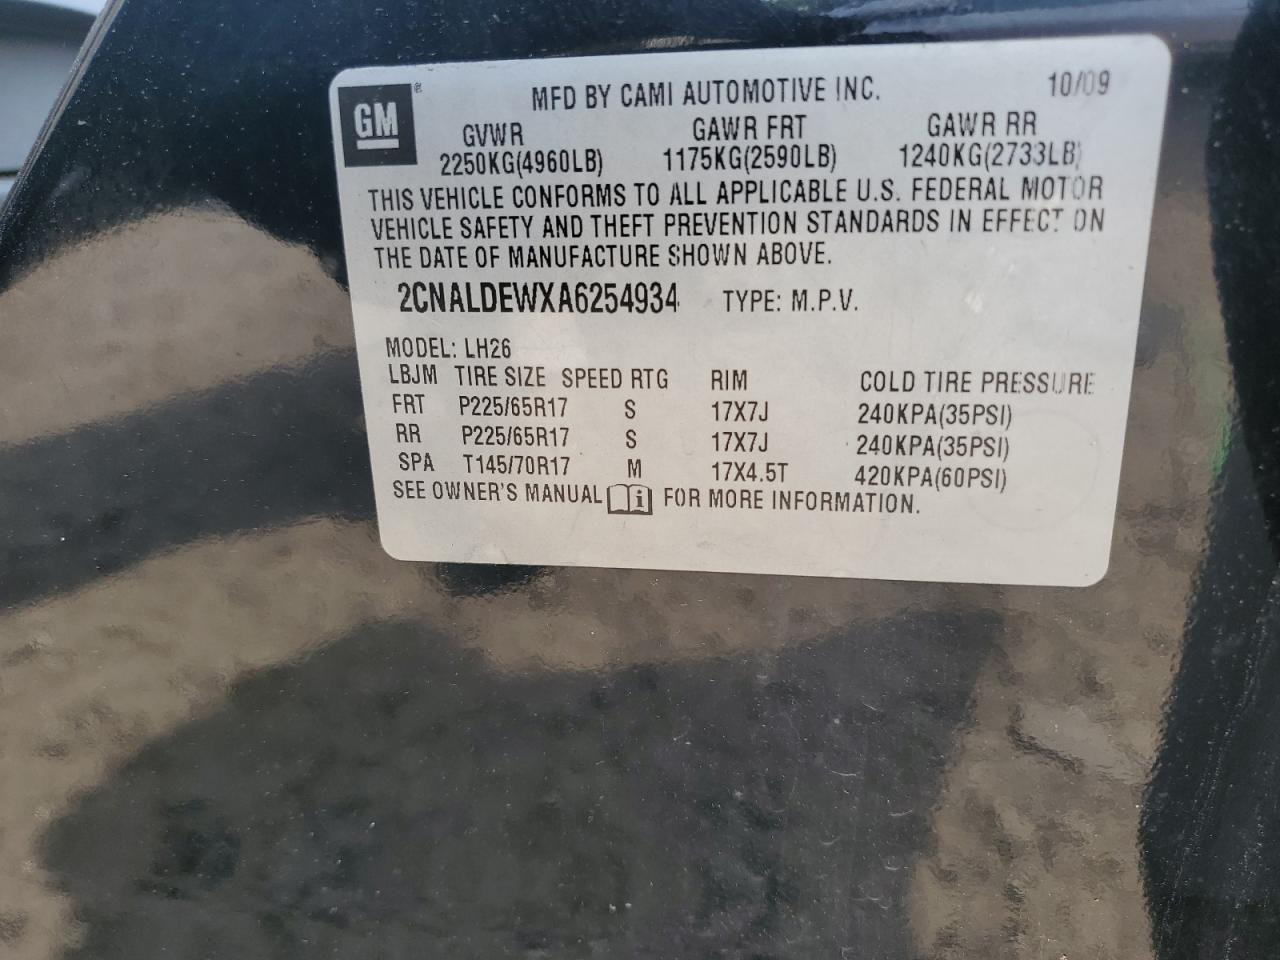 GM
MFD BY CAMI AUTOMOTIVE INC. 10/09
GVWR GAWR FRT GAWR RR
2250KG(4960LB) 1175KG(2590LB) 1240KG(2733LB)
THIS VEHICLE CONFORMS TO ALL APPLICABLE U.S. FEDERAL MOTOR
VEHICLE SAFETY AND THEFT PREVENTION STANDARDS IN EFFECT ON
THE DATE OF MANUFACTURE SHOWN ABOVE.
2CNALDEWXA6254934 TYPE: M.P.V.
MODEL: LH26
LBJM TIRE SIZE SPEED RTG RIM COLD TIRE PRESSURE
FRT P225/65R17 S 17X7J 240KPA(35PSI)
RR P225/65R17 S 17X7J 240KPA(35PSI)
SPA T145/70R17 M 17X4.5T 420KPA(60PSI)
SEE OWNER'S MANUAL i FOR MORE INFORMATION.